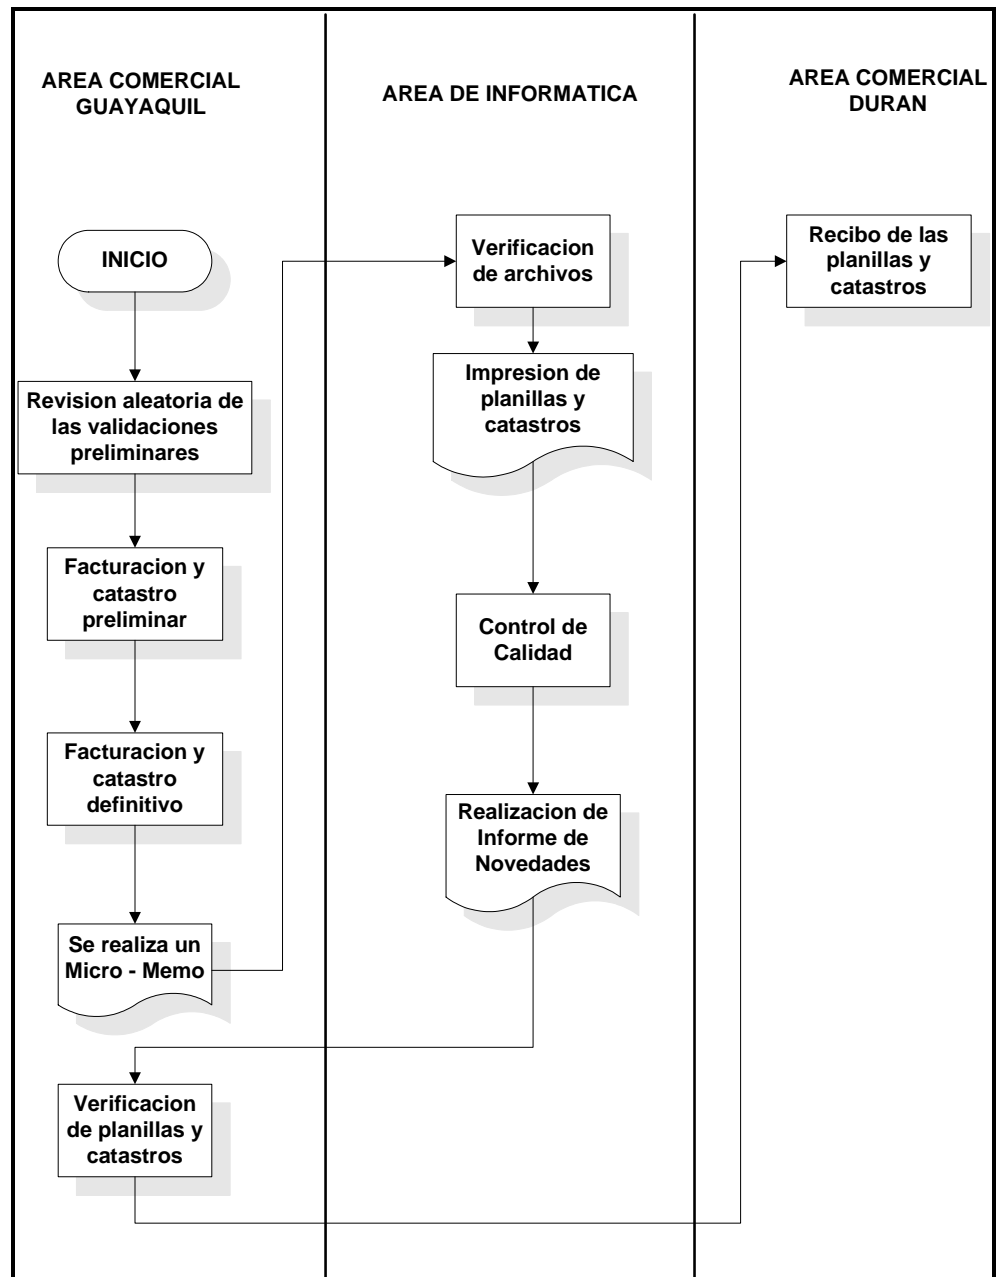 AREA COMERCIAL
GUAYAQUIL
AREA DE INFORMATICA
AREA COMERCIAL
DURAN
INICIO
Revision aleatoria de
las validaciones
preliminares
Facturacion y
catastro
preliminar
Facturacion y
catastro
definitivo
Se realiza un
Micro - Memo
Verificacion
de planillas y
catastros
Verificacion
de archivos
Impresion de
planillas y
catastros
Control de
Calidad
Realizacion de
Informe de
Novedades
Recibo de las
planillas y
catastros